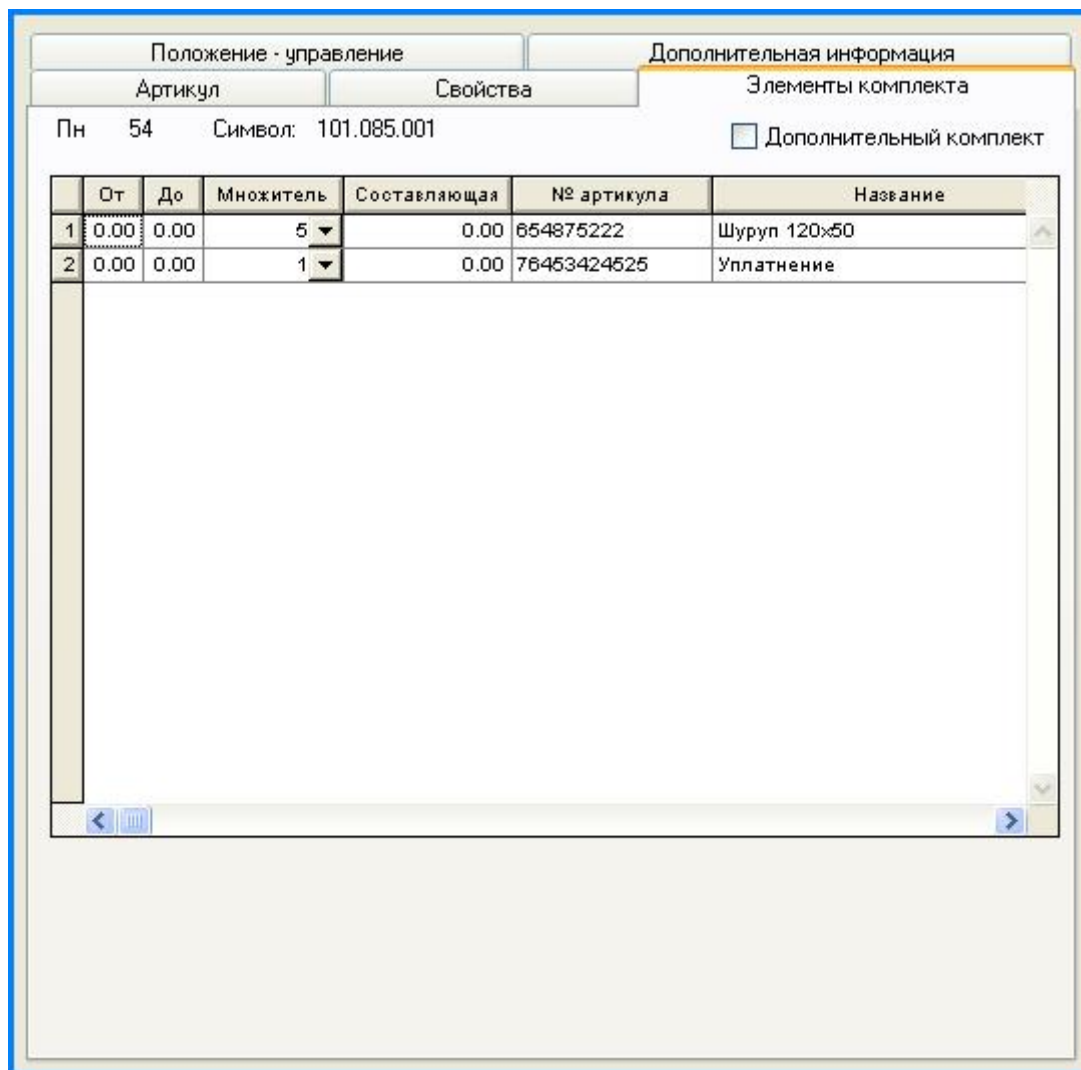 Положение - управление Дополнительная информация
Артикул Свойства Элементы комплекта
Пн 54 Символ: 101.085.001 Дополнительный комплект
От До Множитель Составляющая № артикула Название
1 0.00 0.00 5 0.00 654875222 Шуруп 120x50
2 0.00 0.00 1 0.00 76453424525 Уплатнение